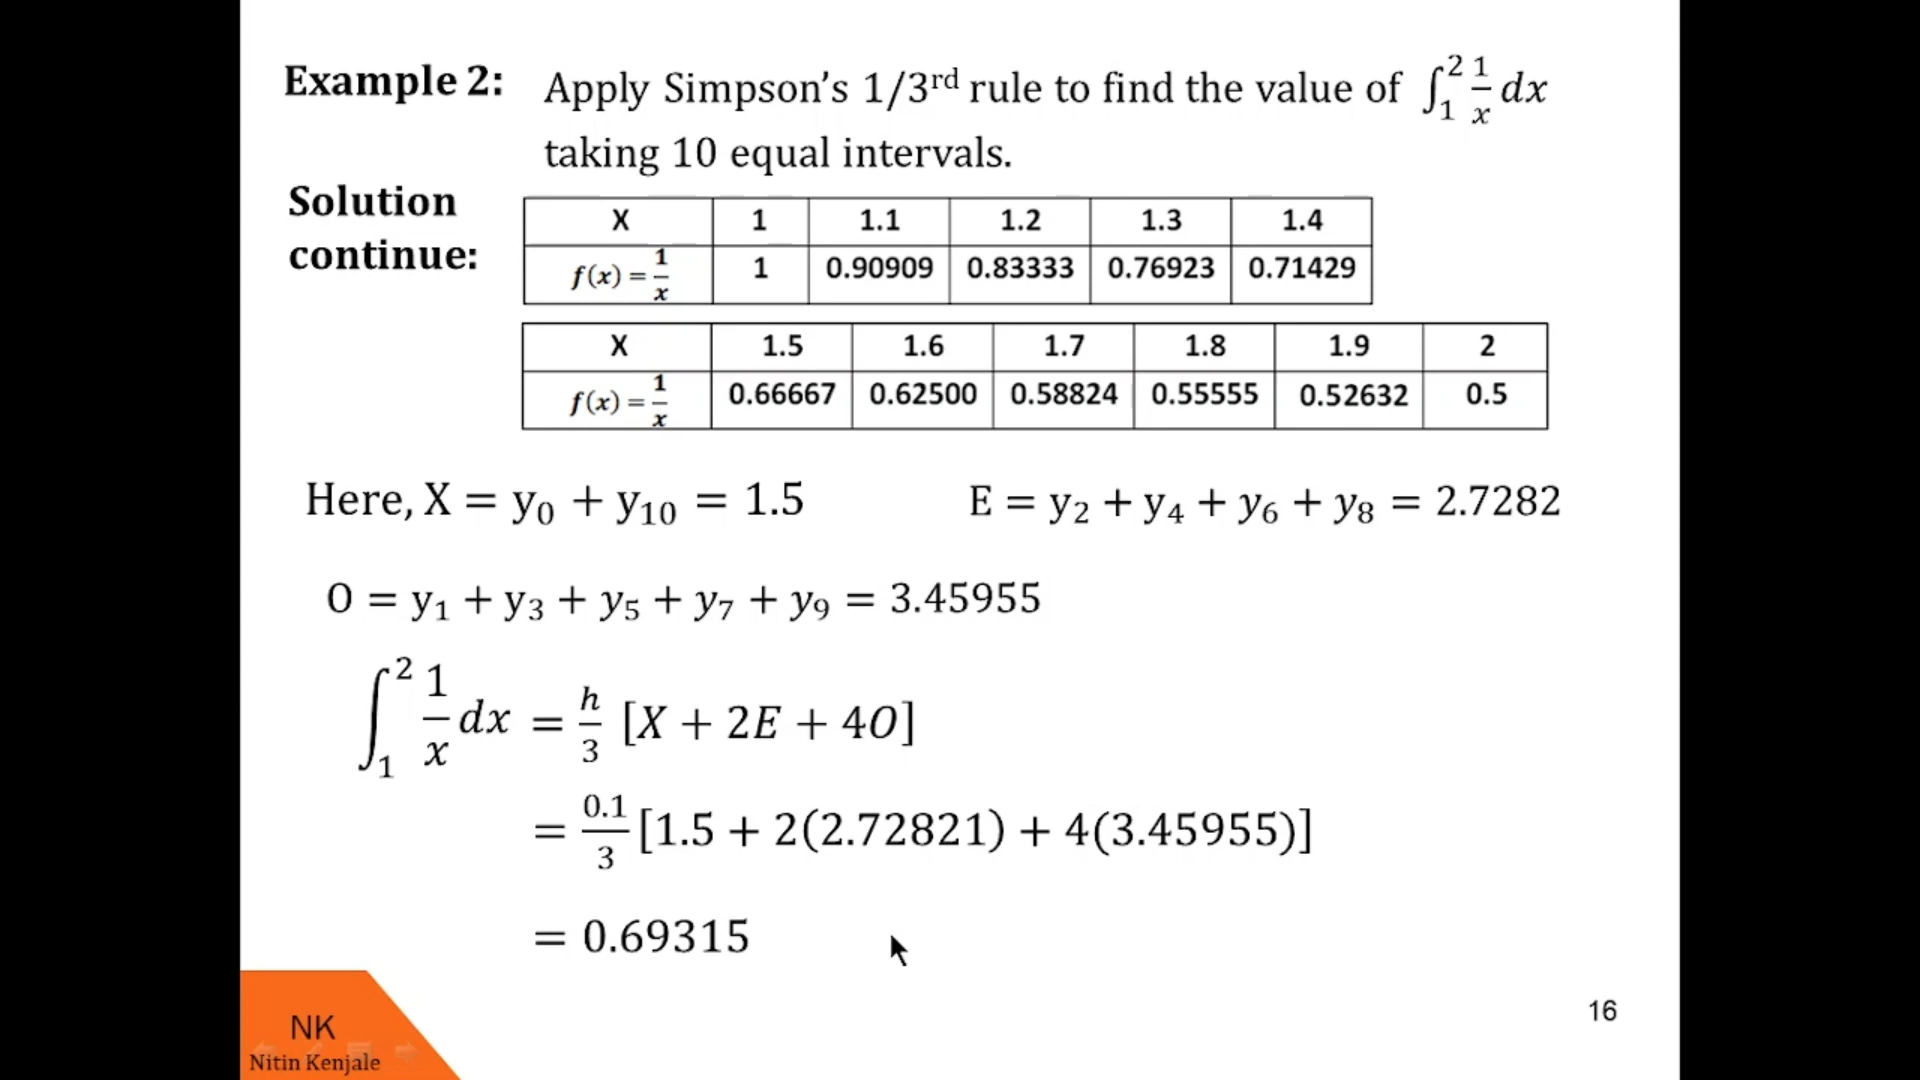 Example 2: Apply Simpson’s 1/3ʳᵈ rule to find the value of ∫₁² 1/x dx
taking 10 equal intervals.
Solution
continue:
X 1 1.1 1.2 1.3 1.4
f(x) = 1/x 1 0.90909 0.83333 0.76923 0.71429
X 1.5 1.6 1.7 1.8 1.9 2
f(x) = 1/x 0.66667 0.62500 0.58824 0.55555 0.52632 0.5
Here, X = y₀ + y₁₀ = 1.5 E = y₂ + y₄ + y₆ + y₈ = 2.7282
O = y₁ + y₃ + y₅ + y₇ + y₉ = 3.45955
∫₁² 1/x dx = h/3 [X + 2E + 4O]
= 0.1/3 [1.5 + 2(2.72821) + 4(3.45955)]
= 0.69315
16
NK
Nitin Kenjale